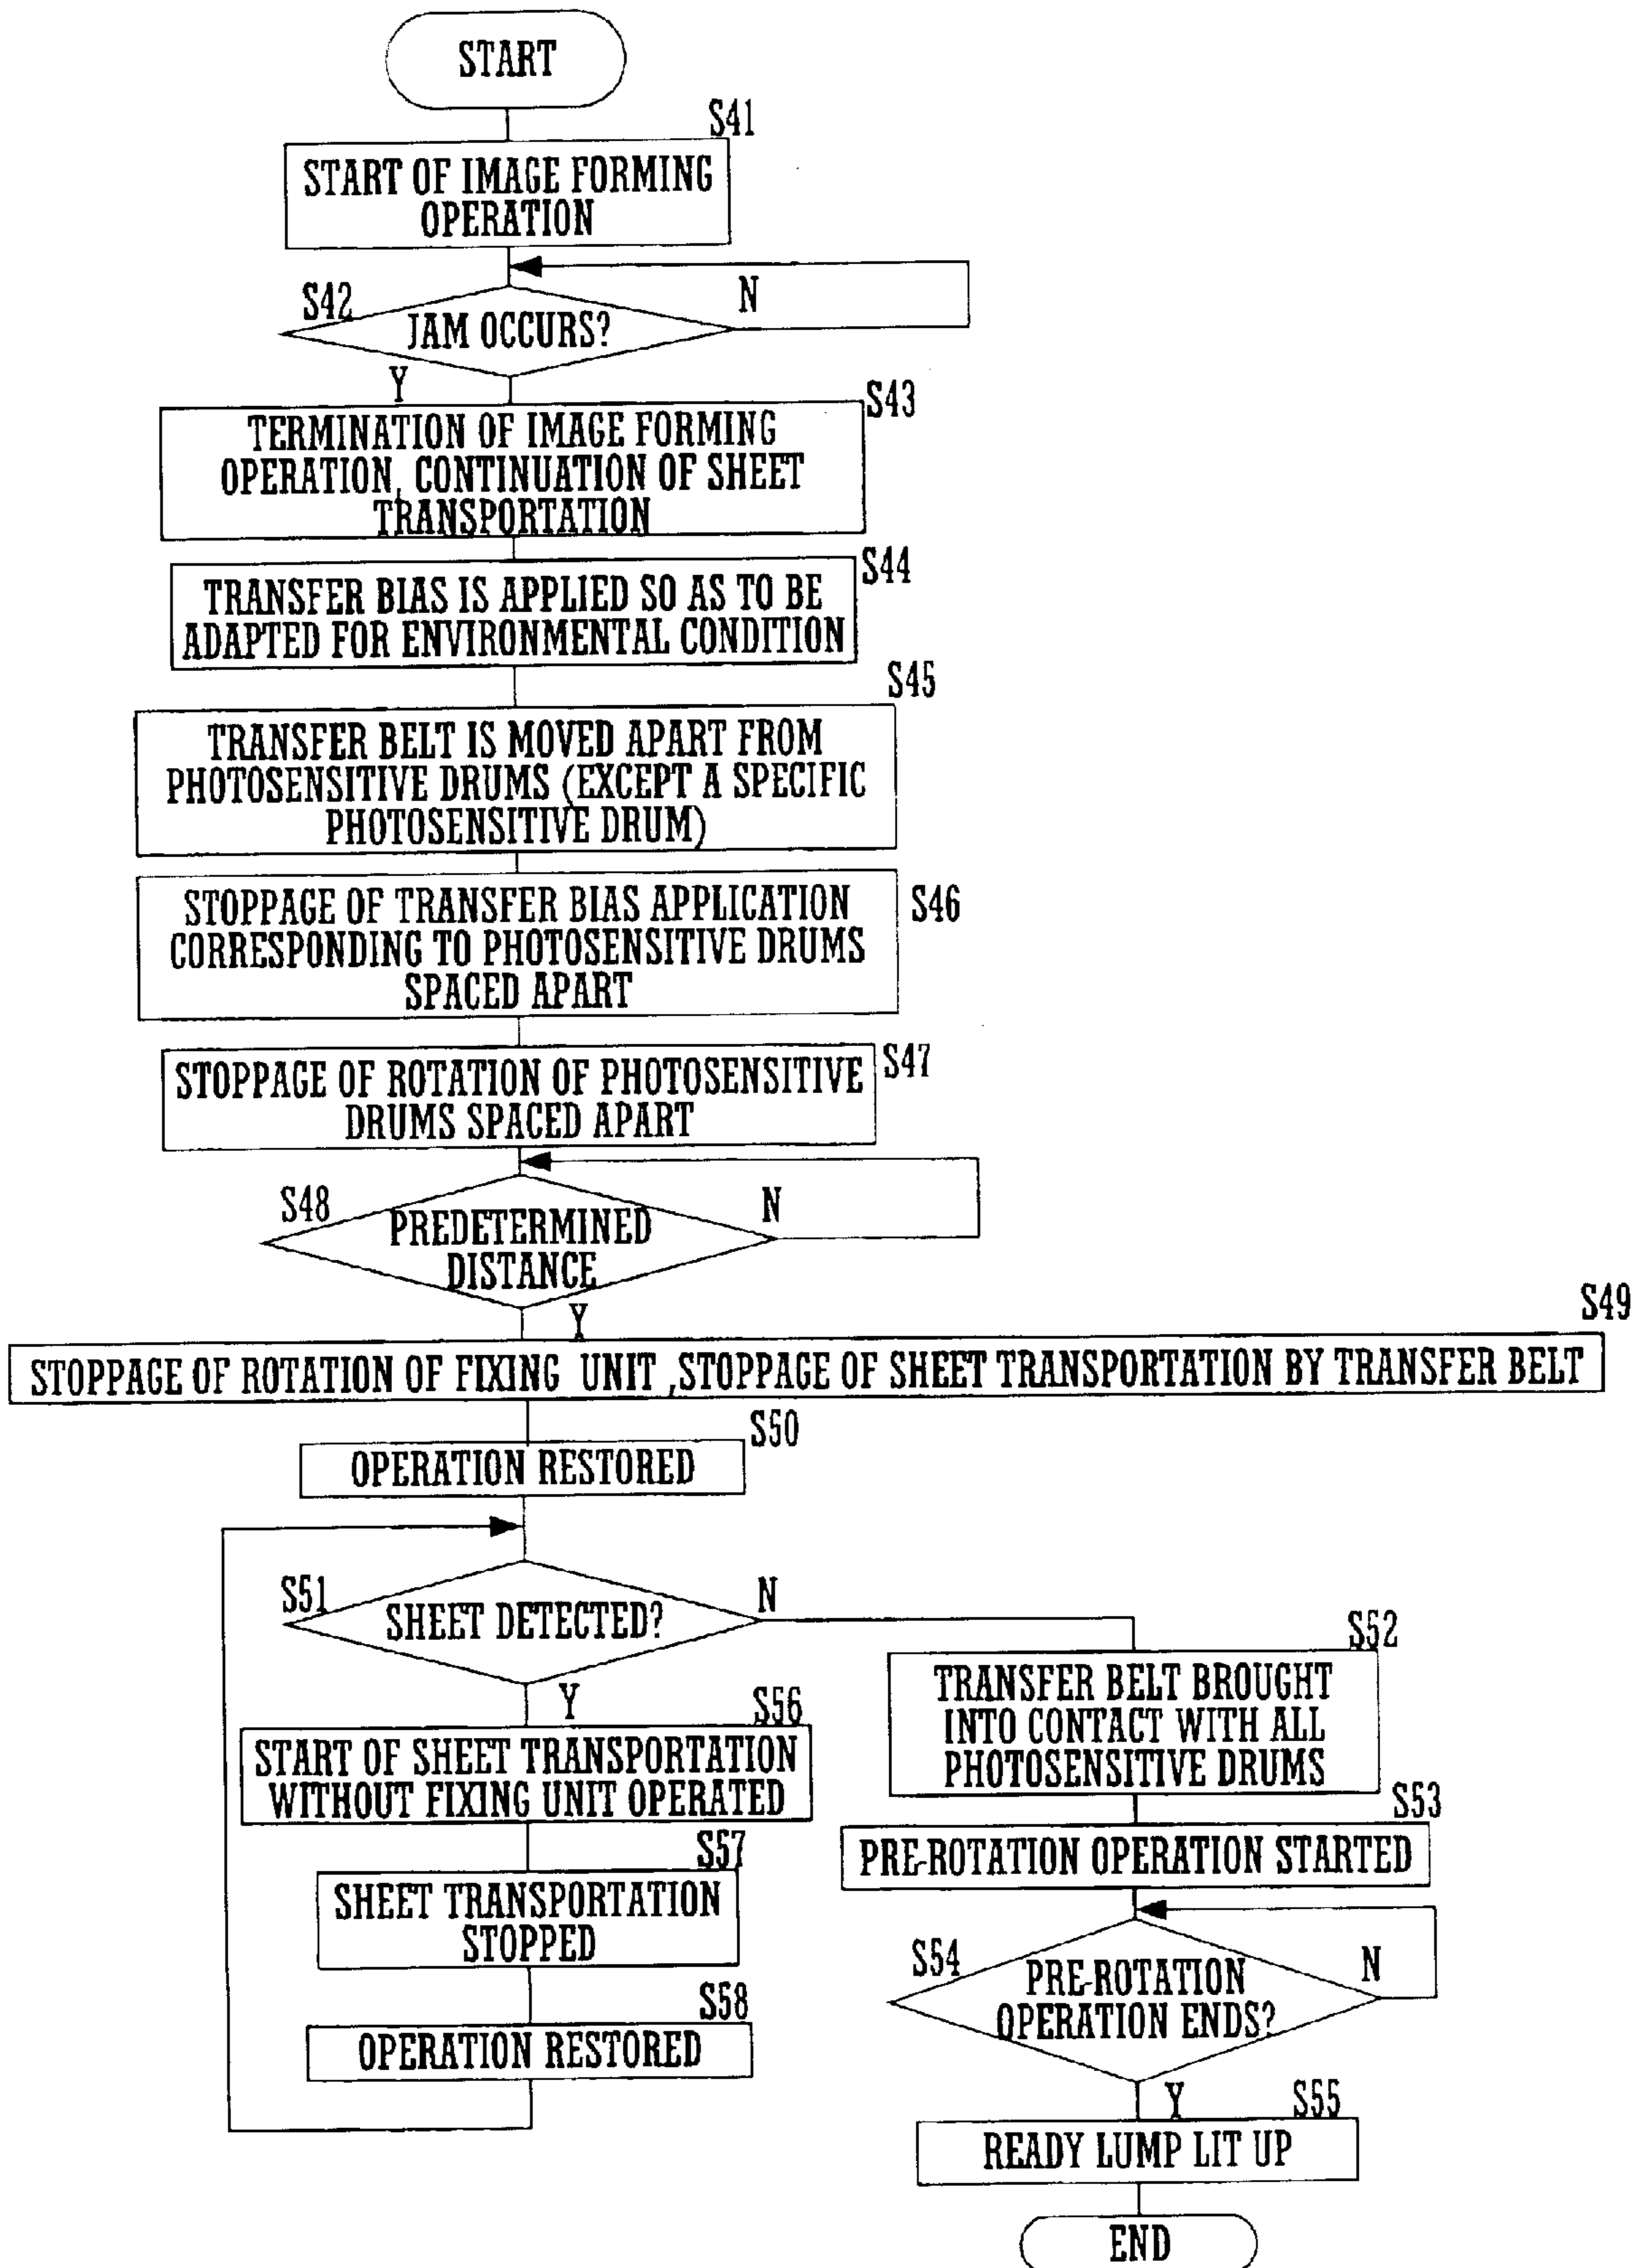 START
S41
START OF IMAGE FORMING
OPERATION
S42
JAM OCCURS?
N
Y
S43
TERMINATION OF IMAGE FORMING
OPERATION, CONTINUATION OF SHEET
TRANSPORTATION
S44
TRANSFER BIAS IS APPLIED SO AS TO BE
ADAPTED FOR ENVIRONMENTAL CONDITION
S45
TRANSFER BELT IS MOVED APART FROM
PHOTOSENSITIVE DRUMS (EXCEPT A SPECIFIC
PHOTOSENSITIVE DRUM)
S46
STOPPAGE OF TRANSFER BIAS APPLICATION
CORRESPONDING TO PHOTOSENSITIVE DRUMS
SPACED APART
S47
STOPPAGE OF ROTATION OF PHOTOSENSITIVE
DRUMS SPACED APART
S48
PREDETERMINED
DISTANCE
N
Y
S49
STOPPAGE OF ROTATION OF FIXING UNIT ,STOPPAGE OF SHEET TRANSPORTATION BY TRANSFER BELT
S50
OPERATION RESTORED
S51
SHEET DETECTED?
N
Y
S56
START OF SHEET TRANSPORTATION
WITHOUT FIXING UNIT OPERATED
S57
SHEET TRANSPORTATION
STOPPED
S58
OPERATION RESTORED
S52
TRANSFER BELT BROUGHT
INTO CONTACT WITH ALL
PHOTOSENSITIVE DRUMS
S53
PRE-ROTATION OPERATION STARTED
S54
PRE-ROTATION
OPERATION ENDS?
N
Y
S55
READY LUMP LIT UP
END